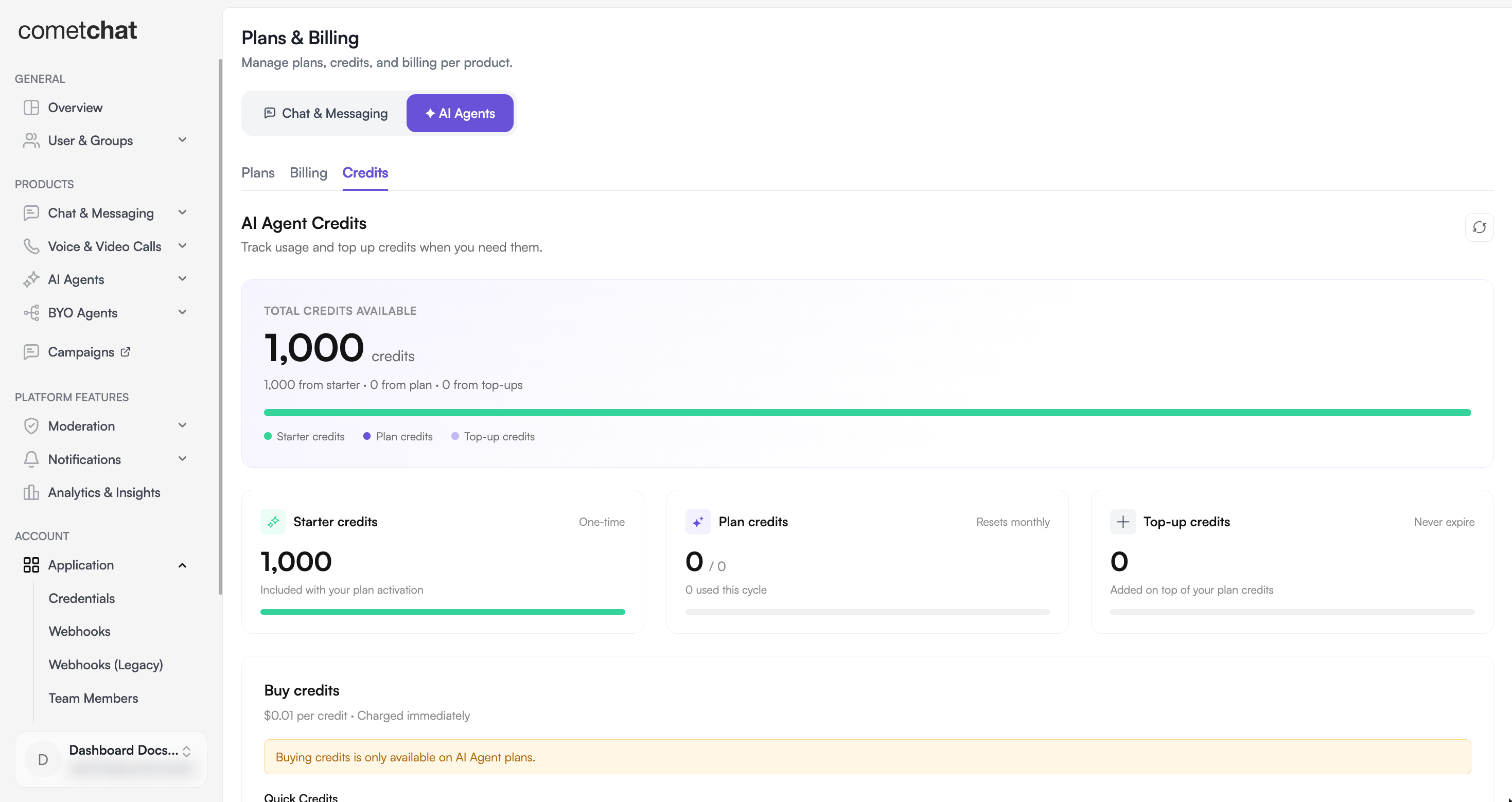 cometchat
GENERAL
Overview
User & Groups
PRODUCTS
Chat & Messaging
Voice & Video Calls
AI Agents
BYO Agents
Campaigns
PLATFORM FEATURES
Moderation
Notifications
Analytics & Insights
ACCOUNT
Application
Credentials
Webhooks
Webhooks (Legacy)
Team Members
D
Dashboard Docs...
Plans & Billing
Manage plans, credits, and billing per product.
Chat & Messaging
AI Agents
Plans Billing Credits
AI Agent Credits
Track usage and top up credits when you need them.
TOTAL CREDITS AVAILABLE
1,000 credits
1,000 from starter · 0 from plan · 0 from top-ups
Starter credits Plan credits Top-up credits
Starter credits One-time
1,000
Included with your plan activation
Plan credits Resets monthly
0 / 0
0 used this cycle
Top-up credits Never expire
0
Added on top of your plan credits
Buy credits
$0.01 per credit · Charged immediately
Buying credits is only available on AI Agent plans.
Quick Credits